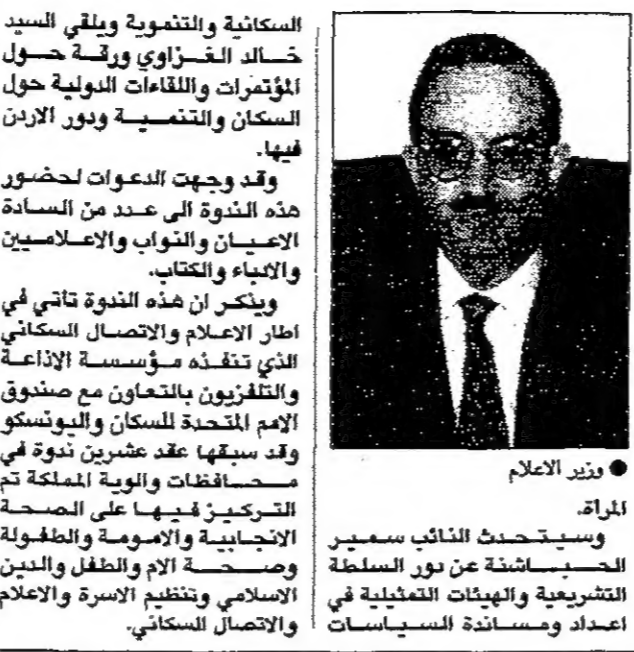 ● وزير الاعلام
المراة.
وسيتحدث النائب سمير
الحباشنة عن دور السلطة
التشريعية والهيئات التمثيلية في
اعداد ومساندة السياسات
السكانية والتنموية ويلقي السيد
خالد الغزاوي ورقة حول
المؤتمرات واللقاءات الدولية حول
السكان والتنمية ودور الاردن
فيها.
وقد وجهت الدعوات لحضور
هذه الندوة الى عدد من السادة
الاعيان والنواب والاعلاميين
والادباء والكتاب.
ويذكر ان هذه الندوة تاتي في
اطار الاعلام والاتصال السكاني
الذي تنفذه مؤسسة الاذاعة
والتلفزيون بالتعاون مع صندوق
الامم المتحدة للسكان واليونسكو
وقد سبقها عقد عشرين ندوة في
محافظات والوية المملكة تم
التركيز فيها على الصحة
الانجابية والامومة والطفولة
وصحة الام والطفل والدين
الاسلامي وتنظيم الاسرة والاعلام
والاتصال السكاني.